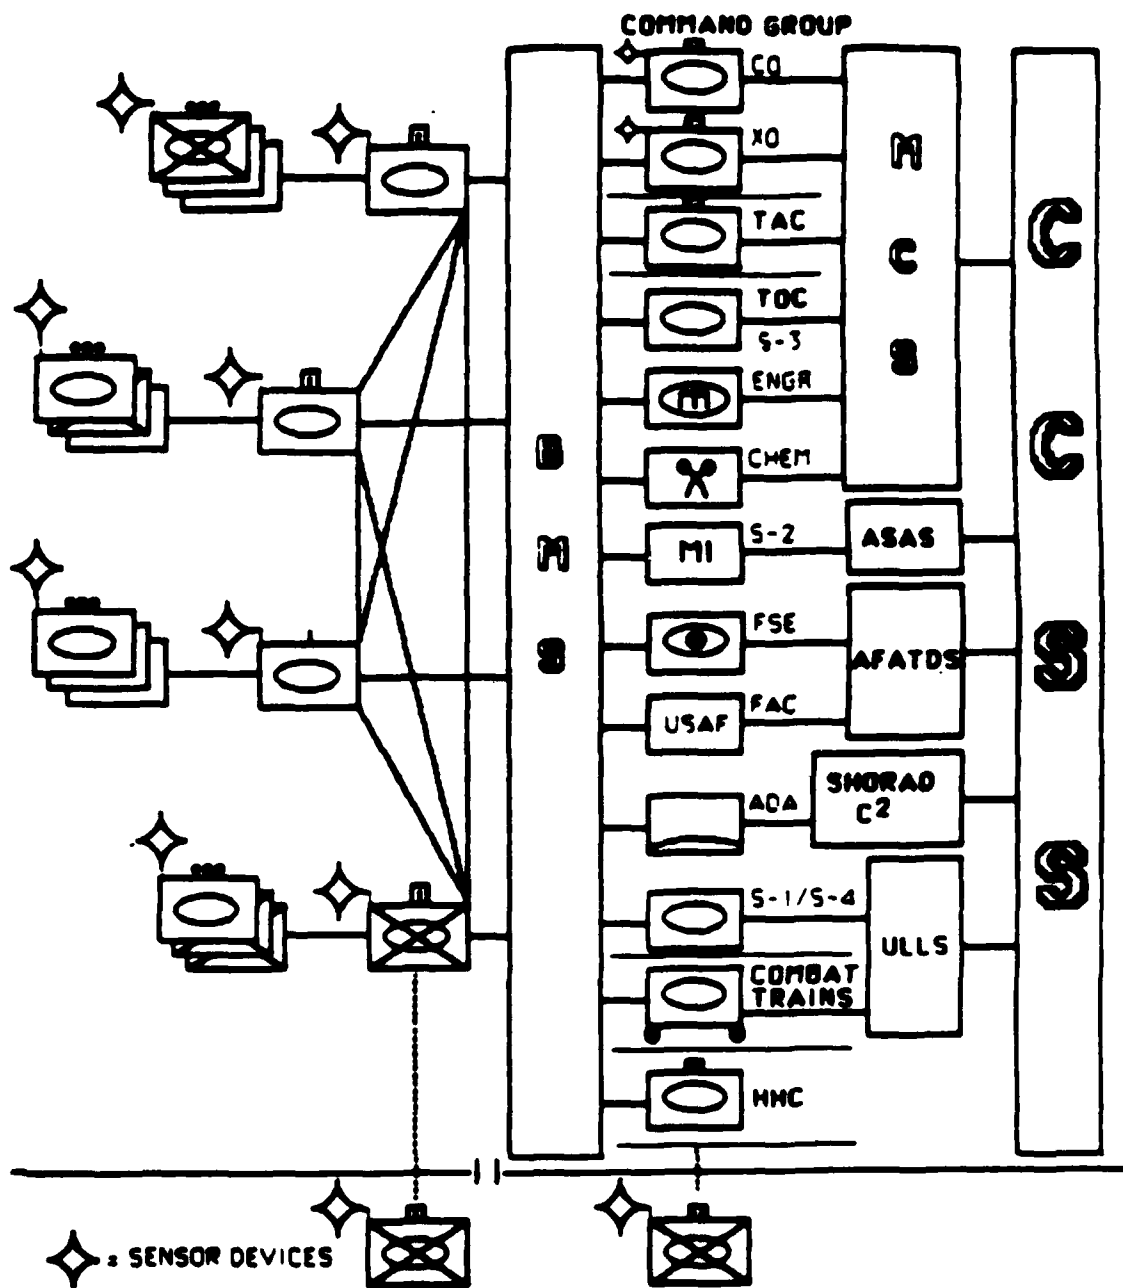 COMMAND GROUP
CO
XO
TAC
TOC
S-3
ENGR
CHEM
MI
S-2
FSE
USAF
FAC
ADA
S-1/S-4
COMBAT
TRAINS
HHC
B
M
S
M
C
S
ASAS
AFATDS
SHORAD
C²
ULLS
C
C
S
S
= SENSOR DEVICES